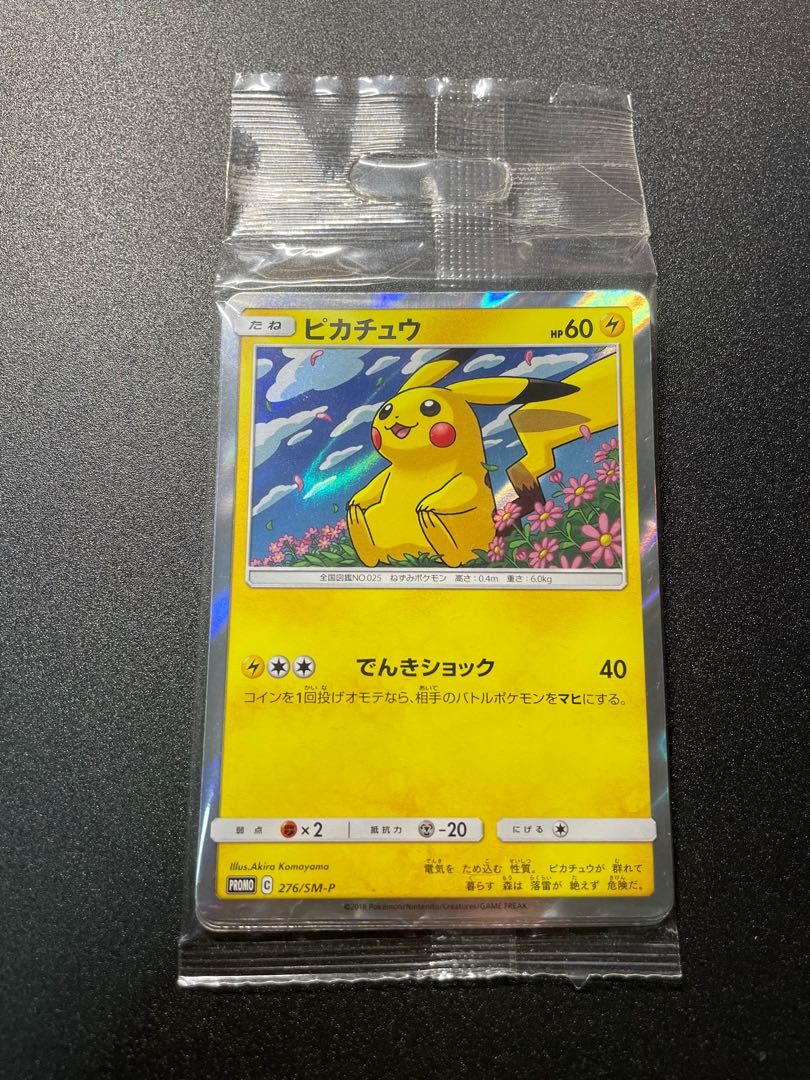 たね ピカチュウ HP 60
全国図鑑NO.025 ねずみポケモン 高さ:0.4m 重さ:6.0kg
でんきショック 40
コインを1回投げオモテなら、相手のバトルポケモンをマヒにする。
弱点 ×2 抵抗力 -20 にげる
Illus.Akira Komayama
電気を ため込む 性質。 ピカチュウが 群れて
暮らす 森は 落雷が 絶えず 危険だ。
PROMO C 276/SM-P
©2018 Pokémon/Nintendo/Creatures/GAME FREAK